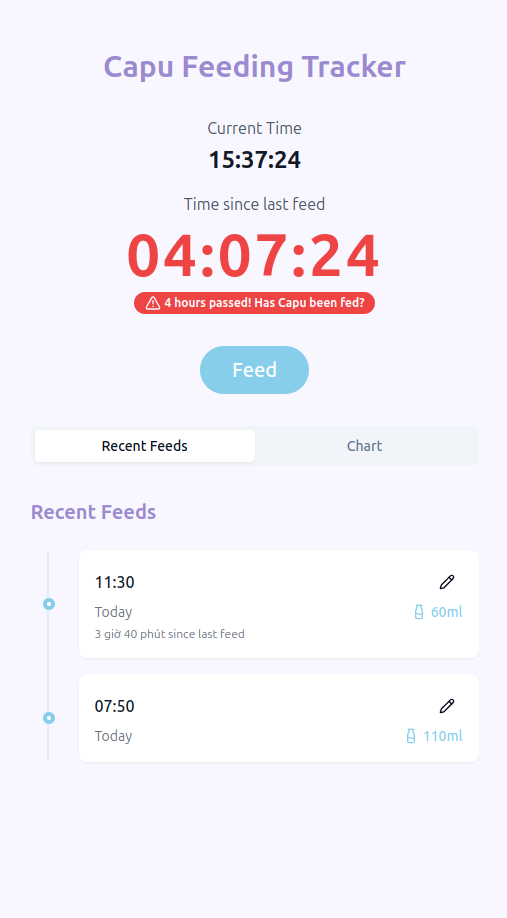 Capu Feeding Tracker
Current Time
15:37:24
Time since last feed
04:07:24
4 hours passed! Has Capu been fed?
Feed
Recent Feeds
Chart
Recent Feeds
11:30
Today
60ml
3 giờ 40 phút since last feed
07:50
Today
110ml